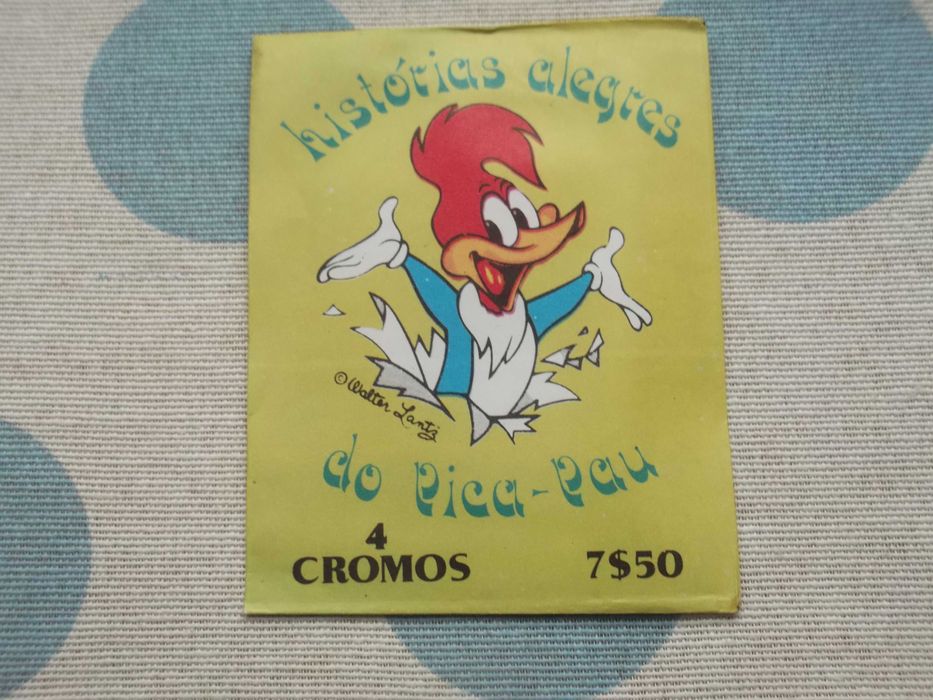 histórias alegres
© Walter Lantz
do Pica-Pau
4
CROMOS
7$50